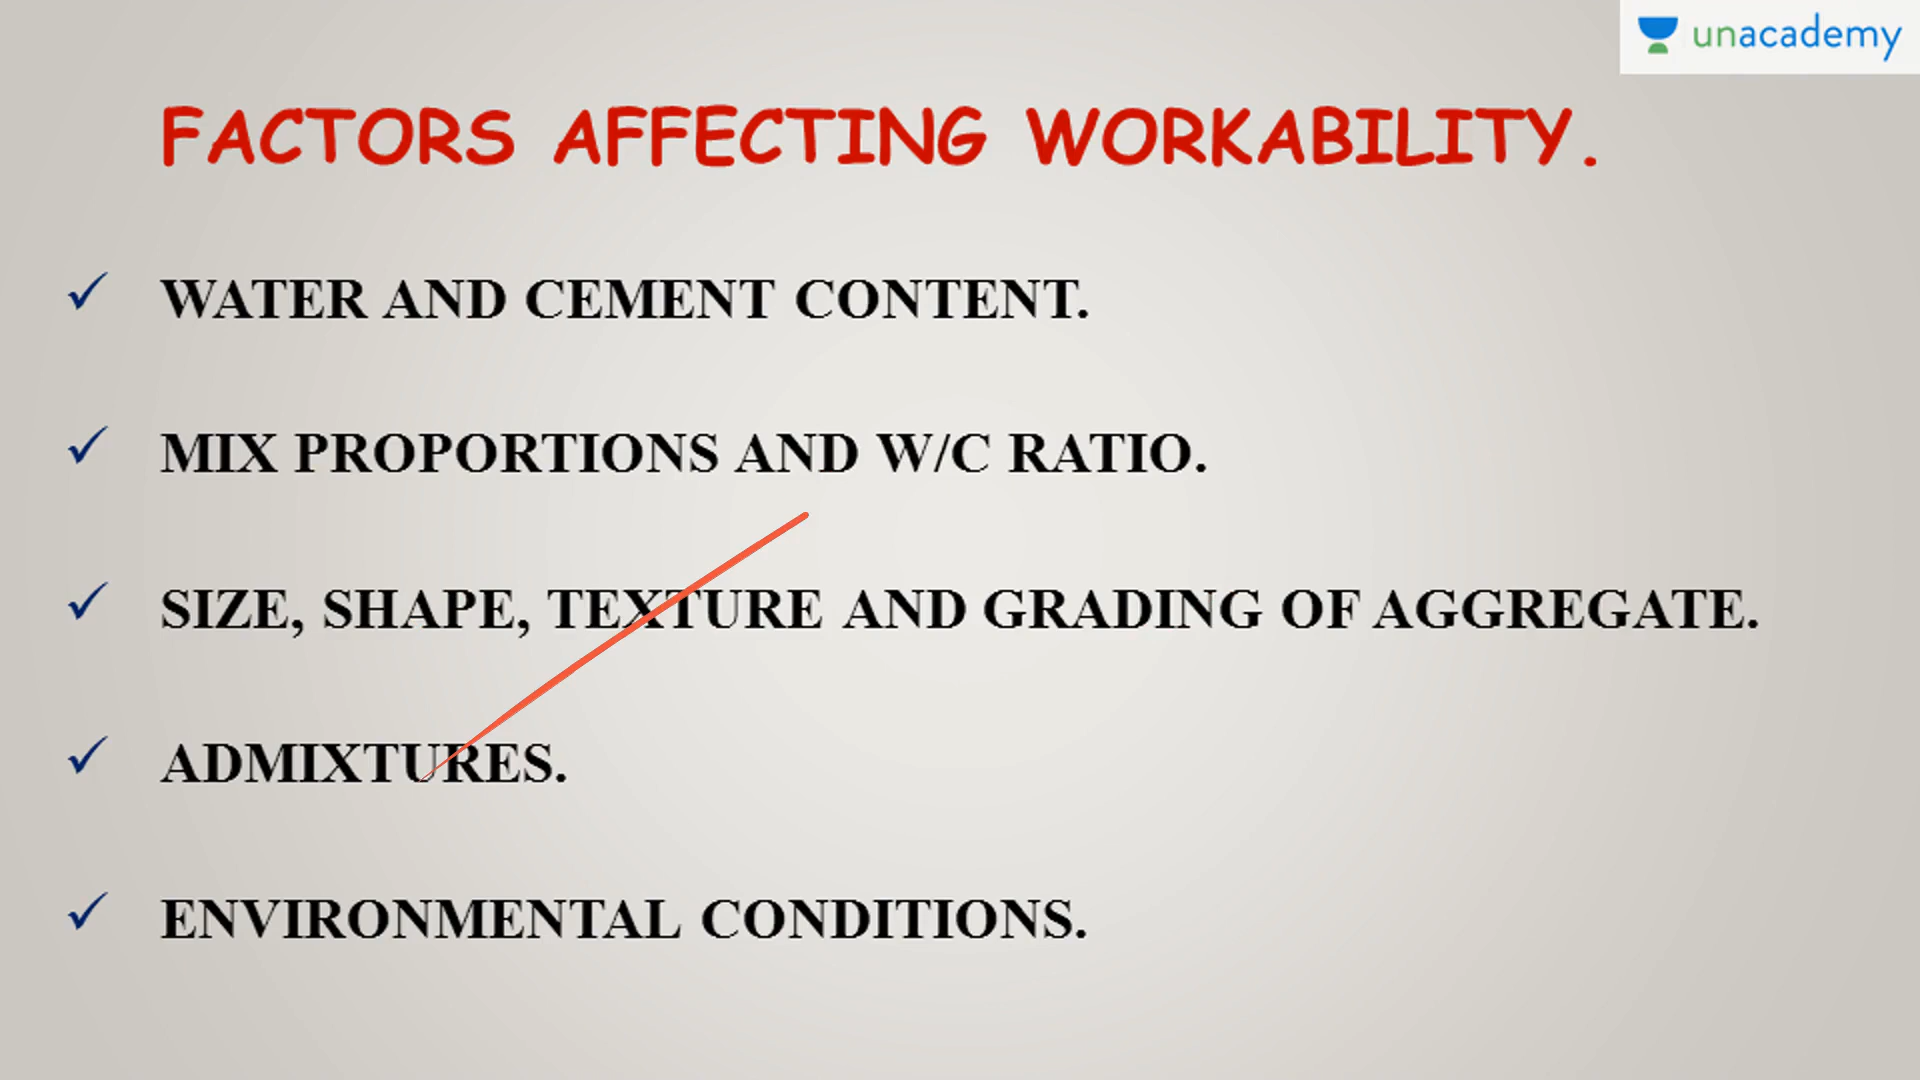 unacademy
FACTORS AFFECTING WORKABILITY.
WATER AND CEMENT CONTENT.
MIX PROPORTIONS AND W/C RATIO.
SIZE, SHAPE, TEXTURE AND GRADING OF AGGREGATE.
ADMIXTURES.
ENVIRONMENTAL CONDITIONS.